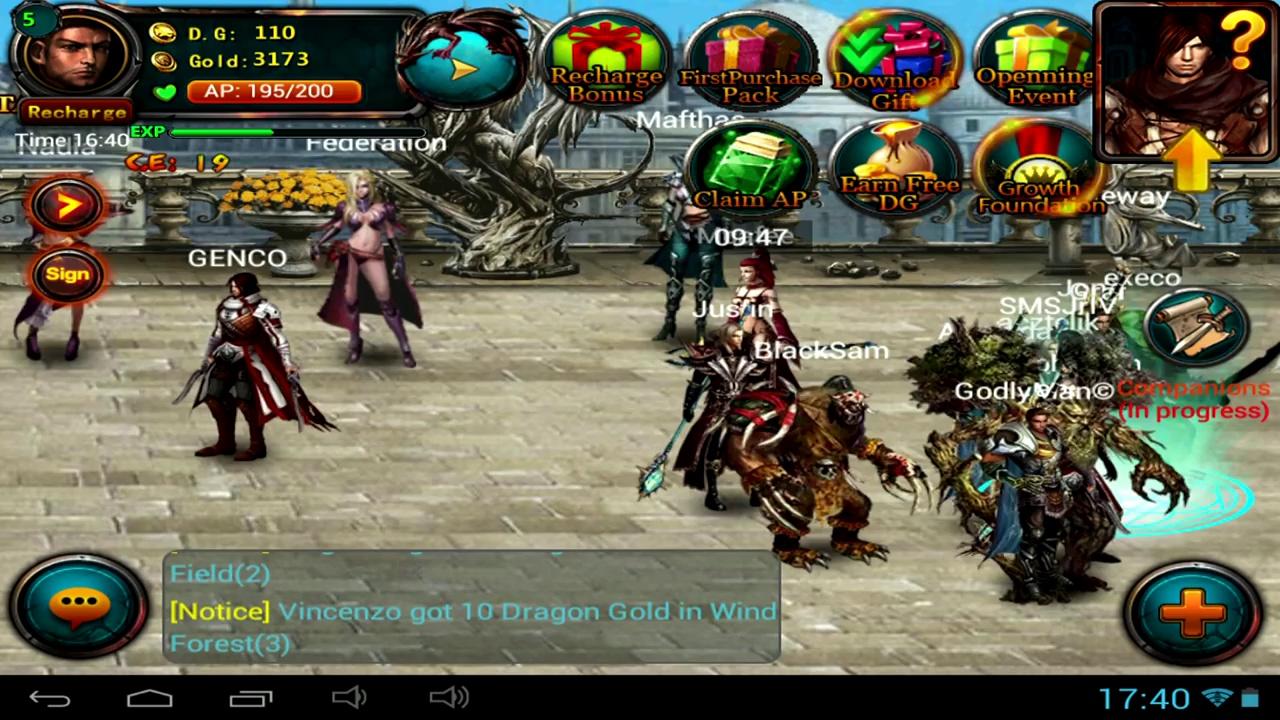 5
D.G: 110
Gold: 3173
AP: 195/200
Recharge
EXP
Time 16:40
Nadia
C.E: 19
Federation
Recharge
Bonus
FirstPurchase
Pack
Download
Gift
Openning
Event
?
Mafthas
Claim AP
Earn Free
DG
Growth
Foundation
eway
09:47
Sign
GENCO
execo
SMSJrlV
Justin
BlackSam
GodlyMan©
Companions
(In progress)
Field(2)
[Notice] Vincenzo got 10 Dragon Gold in Wind
Forest(3)
17:40